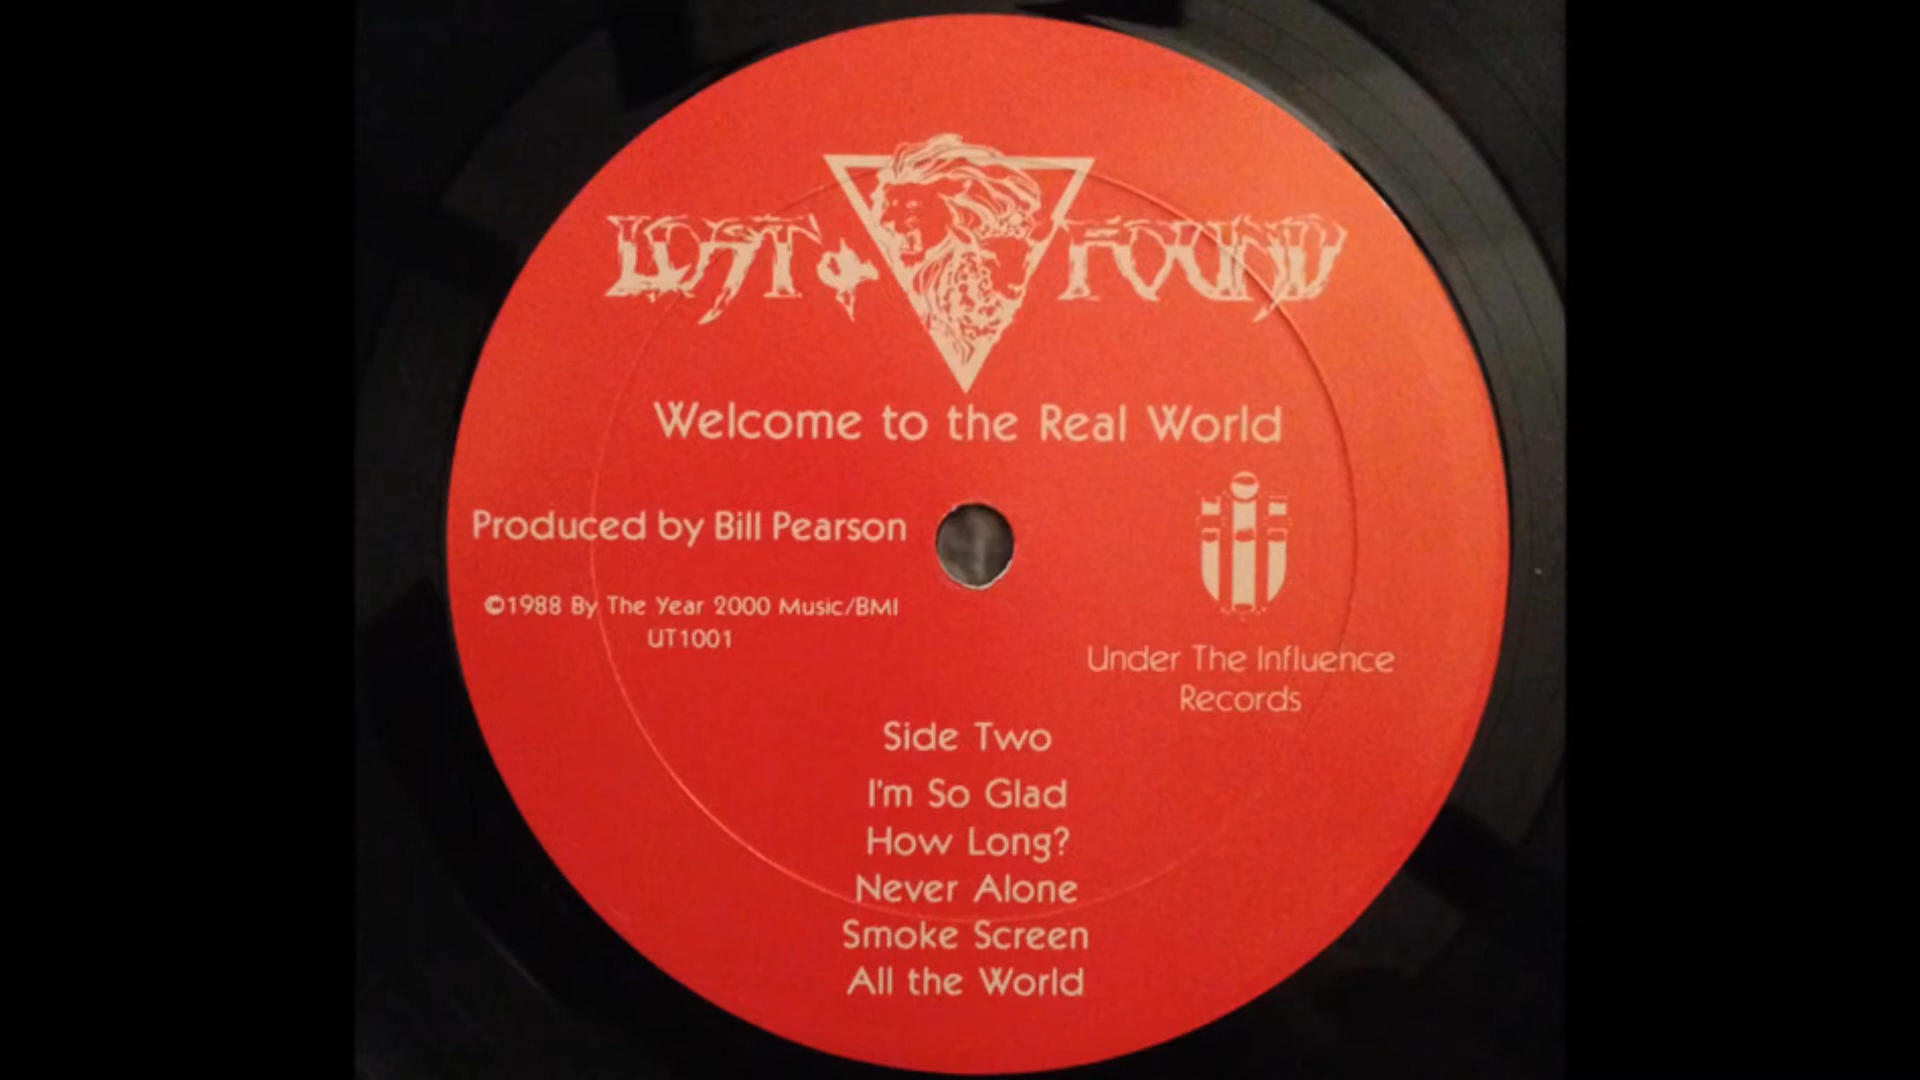 LOST & FOUND
Welcome to the Real World
Produced by Bill Pearson
©1988 By The Year 2000 Music/BMI
UT1001
Under The Influence
Records
Side Two
I'm So Glad
How Long?
Never Alone
Smoke Screen
All the World